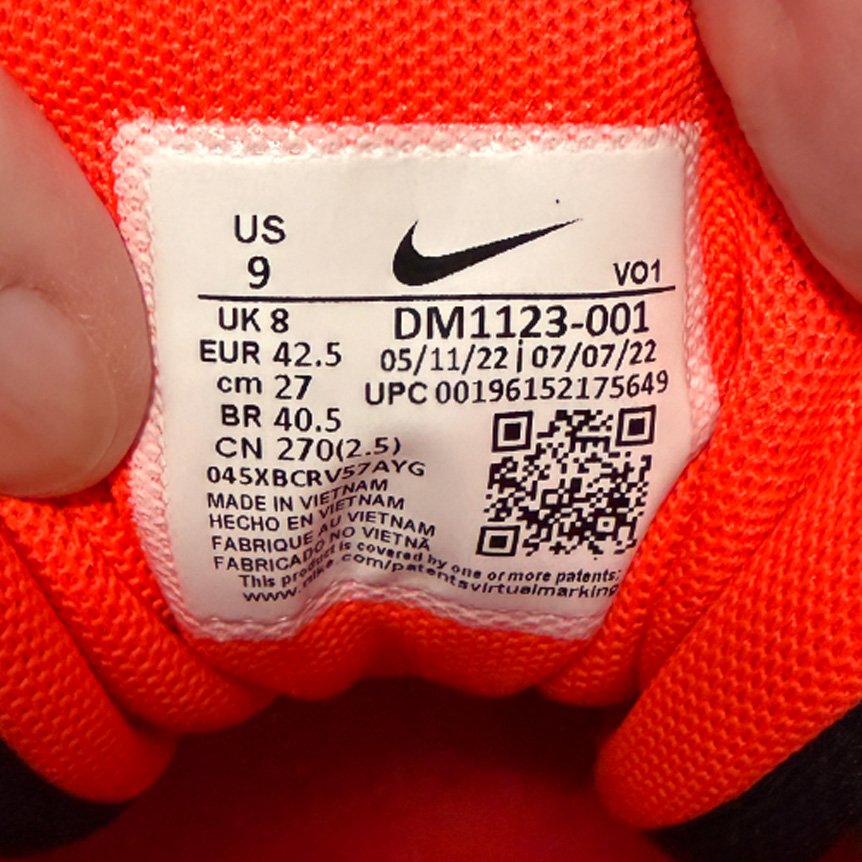 US
9
VO1
UK 8
EUR 42.5
cm 27
BR 40.5
CN 270(2.5)
DM1123-001
05/11/22 | 07/07/22
UPC 00196152175649
045XBCRV57AYG
MADE IN VIETNAM
HECHO EN VIETNAM
FABRIQUE AU VIETNAM
FABRICADO NO VIETNÃ
This product is covered by one or more patents:
www.nike.com/patentsvirtualmarking